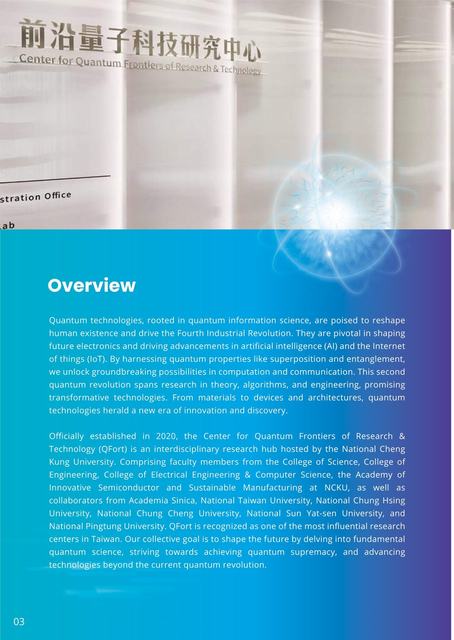 前沿量子科技研究中心
Center for Quantum Frontiers of Research & Technology
stration Office
ab
Overview
Quantum technologies, rooted in quantum information science, are poised to reshape
human existence and drive the Fourth Industrial Revolution. They are pivotal in shaping
future electronics and driving advancements in artificial intelligence (AI) and the Internet
of things (IoT). By harnessing quantum properties like superposition and entanglement,
we unlock groundbreaking possibilities in computation and communication. This second
quantum revolution spans research in theory, algorithms, and engineering, promising
transformative technologies. From materials to devices and architectures, quantum
technologies herald a new era of innovation and discovery.
Officially established in 2020, the Center for Quantum Frontiers of Research &
Technology (QFort) is an interdisciplinary research hub hosted by the National Cheng
Kung University. Comprising faculty members from the College of Science, College of
Engineering, College of Electrical Engineering & Computer Science, the Academy of
Innovative Semiconductor and Sustainable Manufacturing at NCKU, as well as
collaborators from Academia Sinica, National Taiwan University, National Chung Hsing
University, National Chung Cheng University, National Sun Yat-sen University, and
National Pingtung University. QFort is recognized as one of the most influential research
centers in Taiwan. Our collective goal is to shape the future by delving into fundamental
quantum science, striving towards achieving quantum supremacy, and advancing
technologies beyond the current quantum revolution.
03